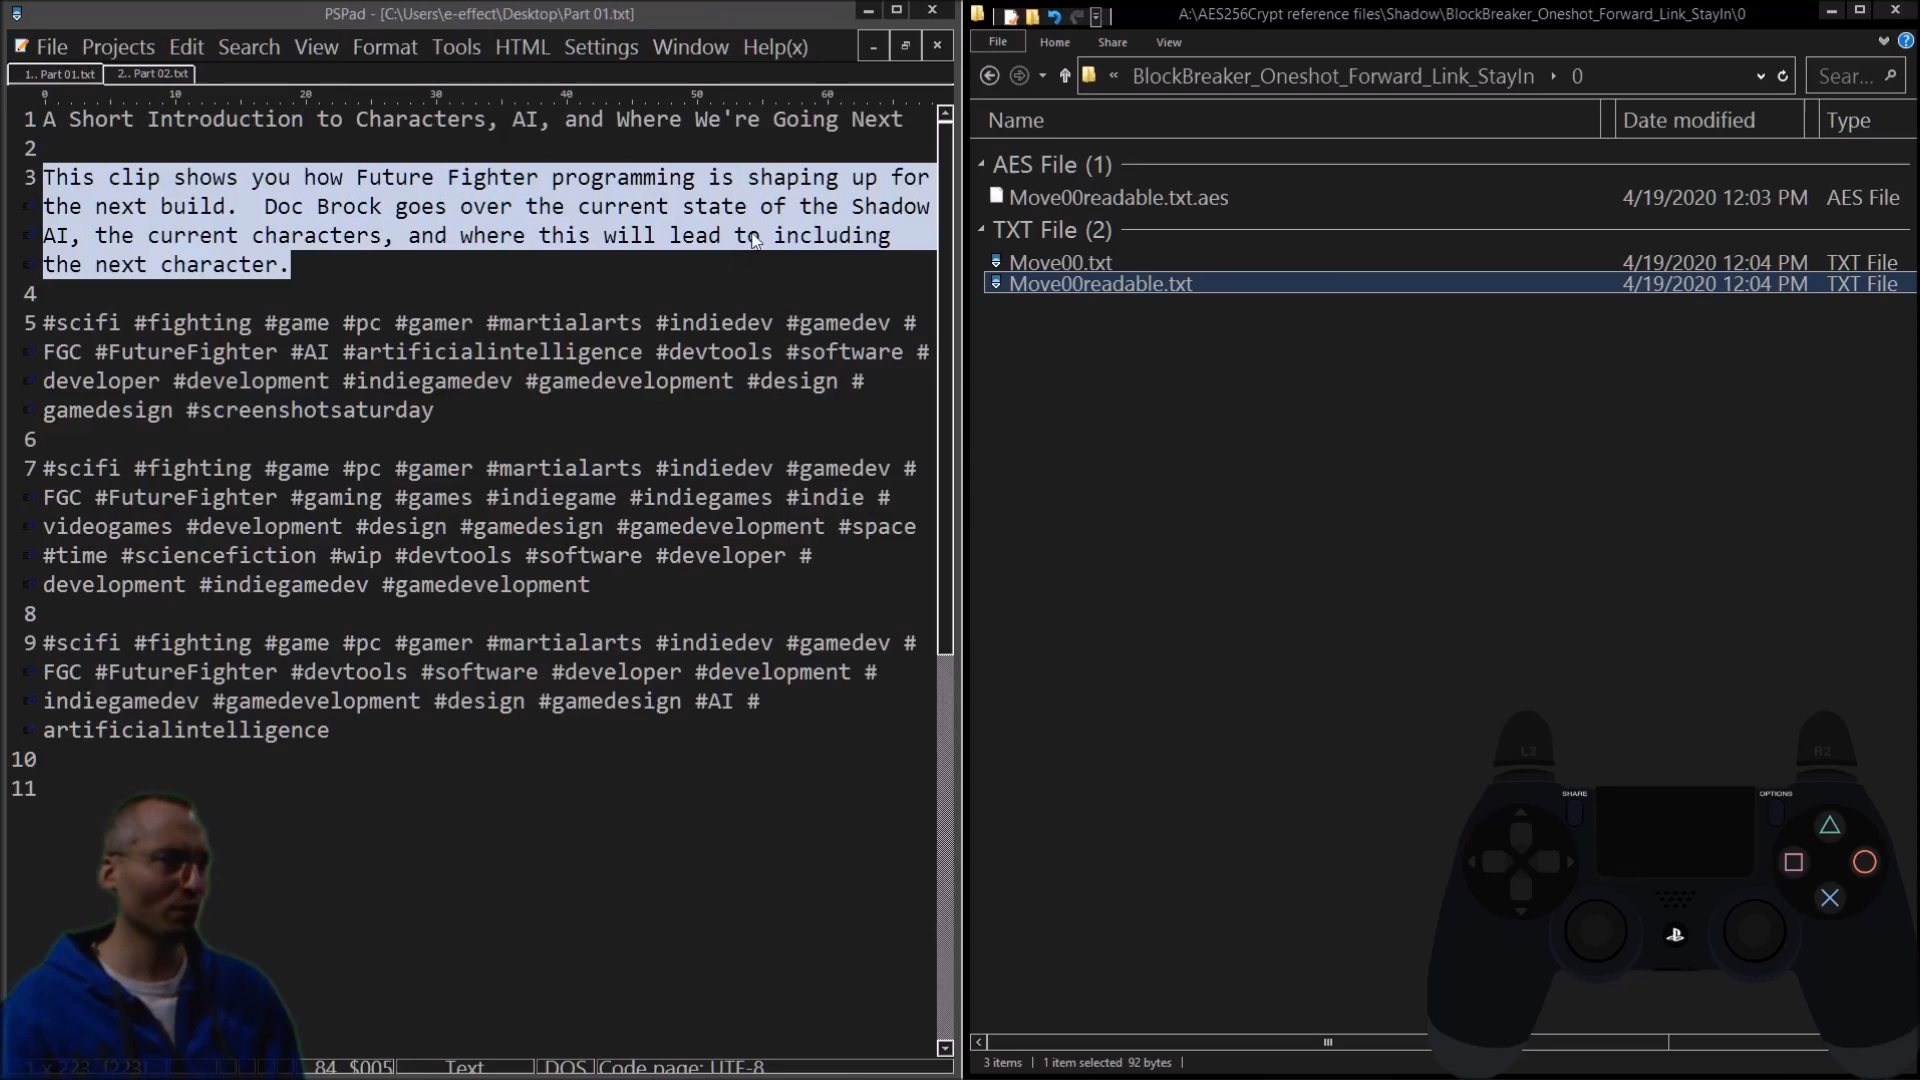 PSPad - [C:\Users\e-effect\Desktop\Part 01.txt]
File Projects Edit Search View Format Tools HTML Settings Window Help(x)
1.. Part 01.txt 2.. Part 02.txt
0 10 20 30 40 50 60
1 A Short Introduction to Characters, AI, and Where We're Going Next
2
3 This clip shows you how Future Fighter programming is shaping up for
the next build.  Doc Brock goes over the current state of the Shadow
AI, the current characters, and where this will lead to including
the next character.
4
5 #scifi #fighting #game #pc #gamer #martialarts #indiedev #gamedev #
FGC #FutureFighter #AI #artificialintelligence #devtools #software #
developer #development #indiegamedev #gamedevelopment #design #
gamedesign #screenshotsaturday
6
7 #scifi #fighting #game #pc #gamer #martialarts #indiedev #gamedev #
FGC #FutureFighter #gaming #games #indiegame #indiegames #indie #
videogames #development #design #gamedesign #gamedevelopment #space
#time #sciencefiction #wip #devtools #software #developer #
development #indiegamedev #gamedevelopment
8
9 #scifi #fighting #game #pc #gamer #martialarts #indiedev #gamedev #
FGC #FutureFighter #devtools #software #developer #development #
indiegamedev #gamedevelopment #design #gamedesign #AI #
artificialintelligence
10
11
84 $005 Text DOS Code page: UTF-8
A:\AES256Crypt reference files\Shadow\BlockBreaker_Oneshot_Forward_Link_StayIn\0
File Home Share View
« BlockBreaker_Oneshot_Forward_Link_StayIn › 0 Sear...
Name Date modified Type
AES File (1)
Move00readable.txt.aes 4/19/2020 12:03 PM AES File
TXT File (2)
Move00.txt 4/19/2020 12:04 PM TXT File
Move00readable.txt 4/19/2020 12:04 PM TXT File
L2 R2
SHARE OPTIONS
3 items 1 item selected 92 bytes